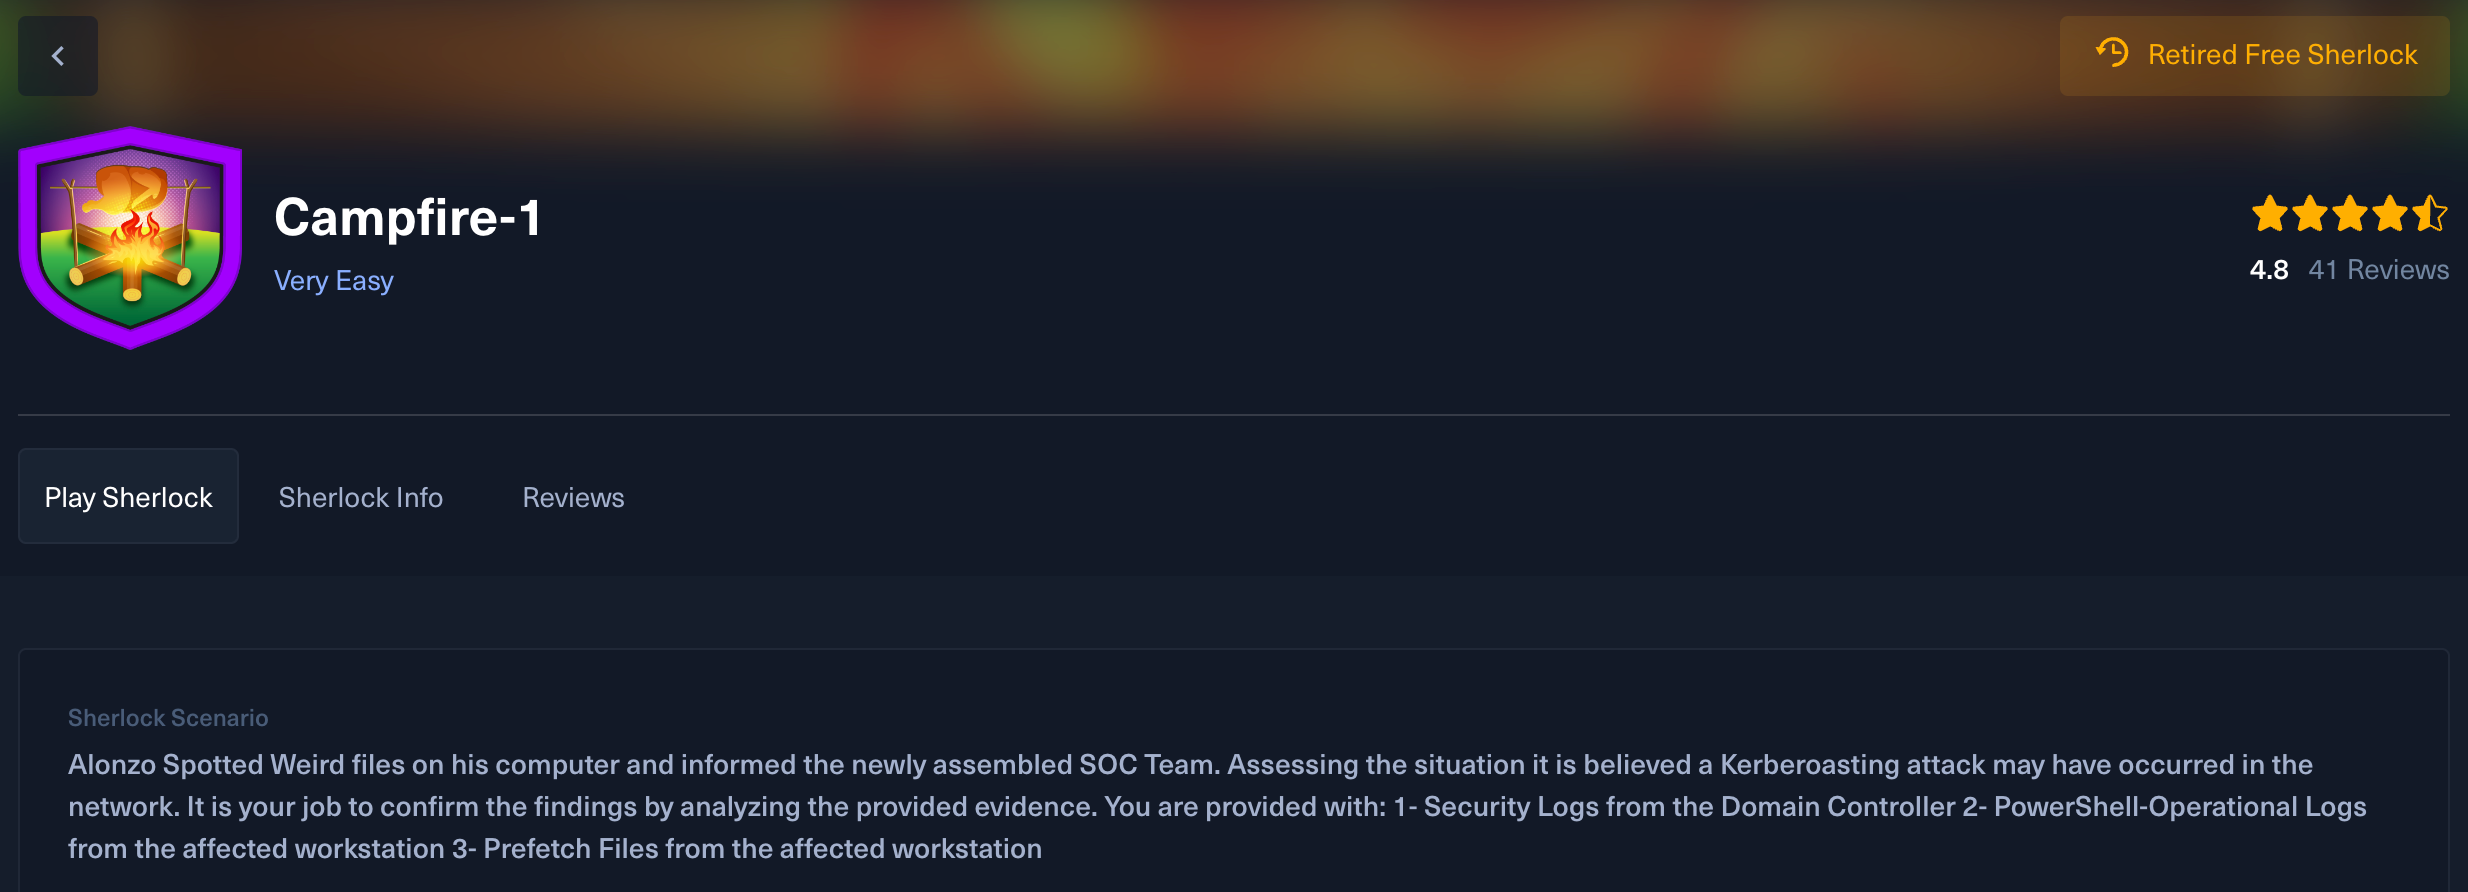 Retired Free Sherlock
Campfire-1
Very Easy
4.8 41 Reviews
Play Sherlock Sherlock Info Reviews
Sherlock Scenario
Alonzo Spotted Weird files on his computer and informed the newly assembled SOC Team. Assessing the situation it is believed a Kerberoasting attack may have occurred in the
network. It is your job to confirm the findings by analyzing the provided evidence. You are provided with: 1- Security Logs from the Domain Controller 2- PowerShell-Operational Logs
from the affected workstation 3- Prefetch Files from the affected workstation